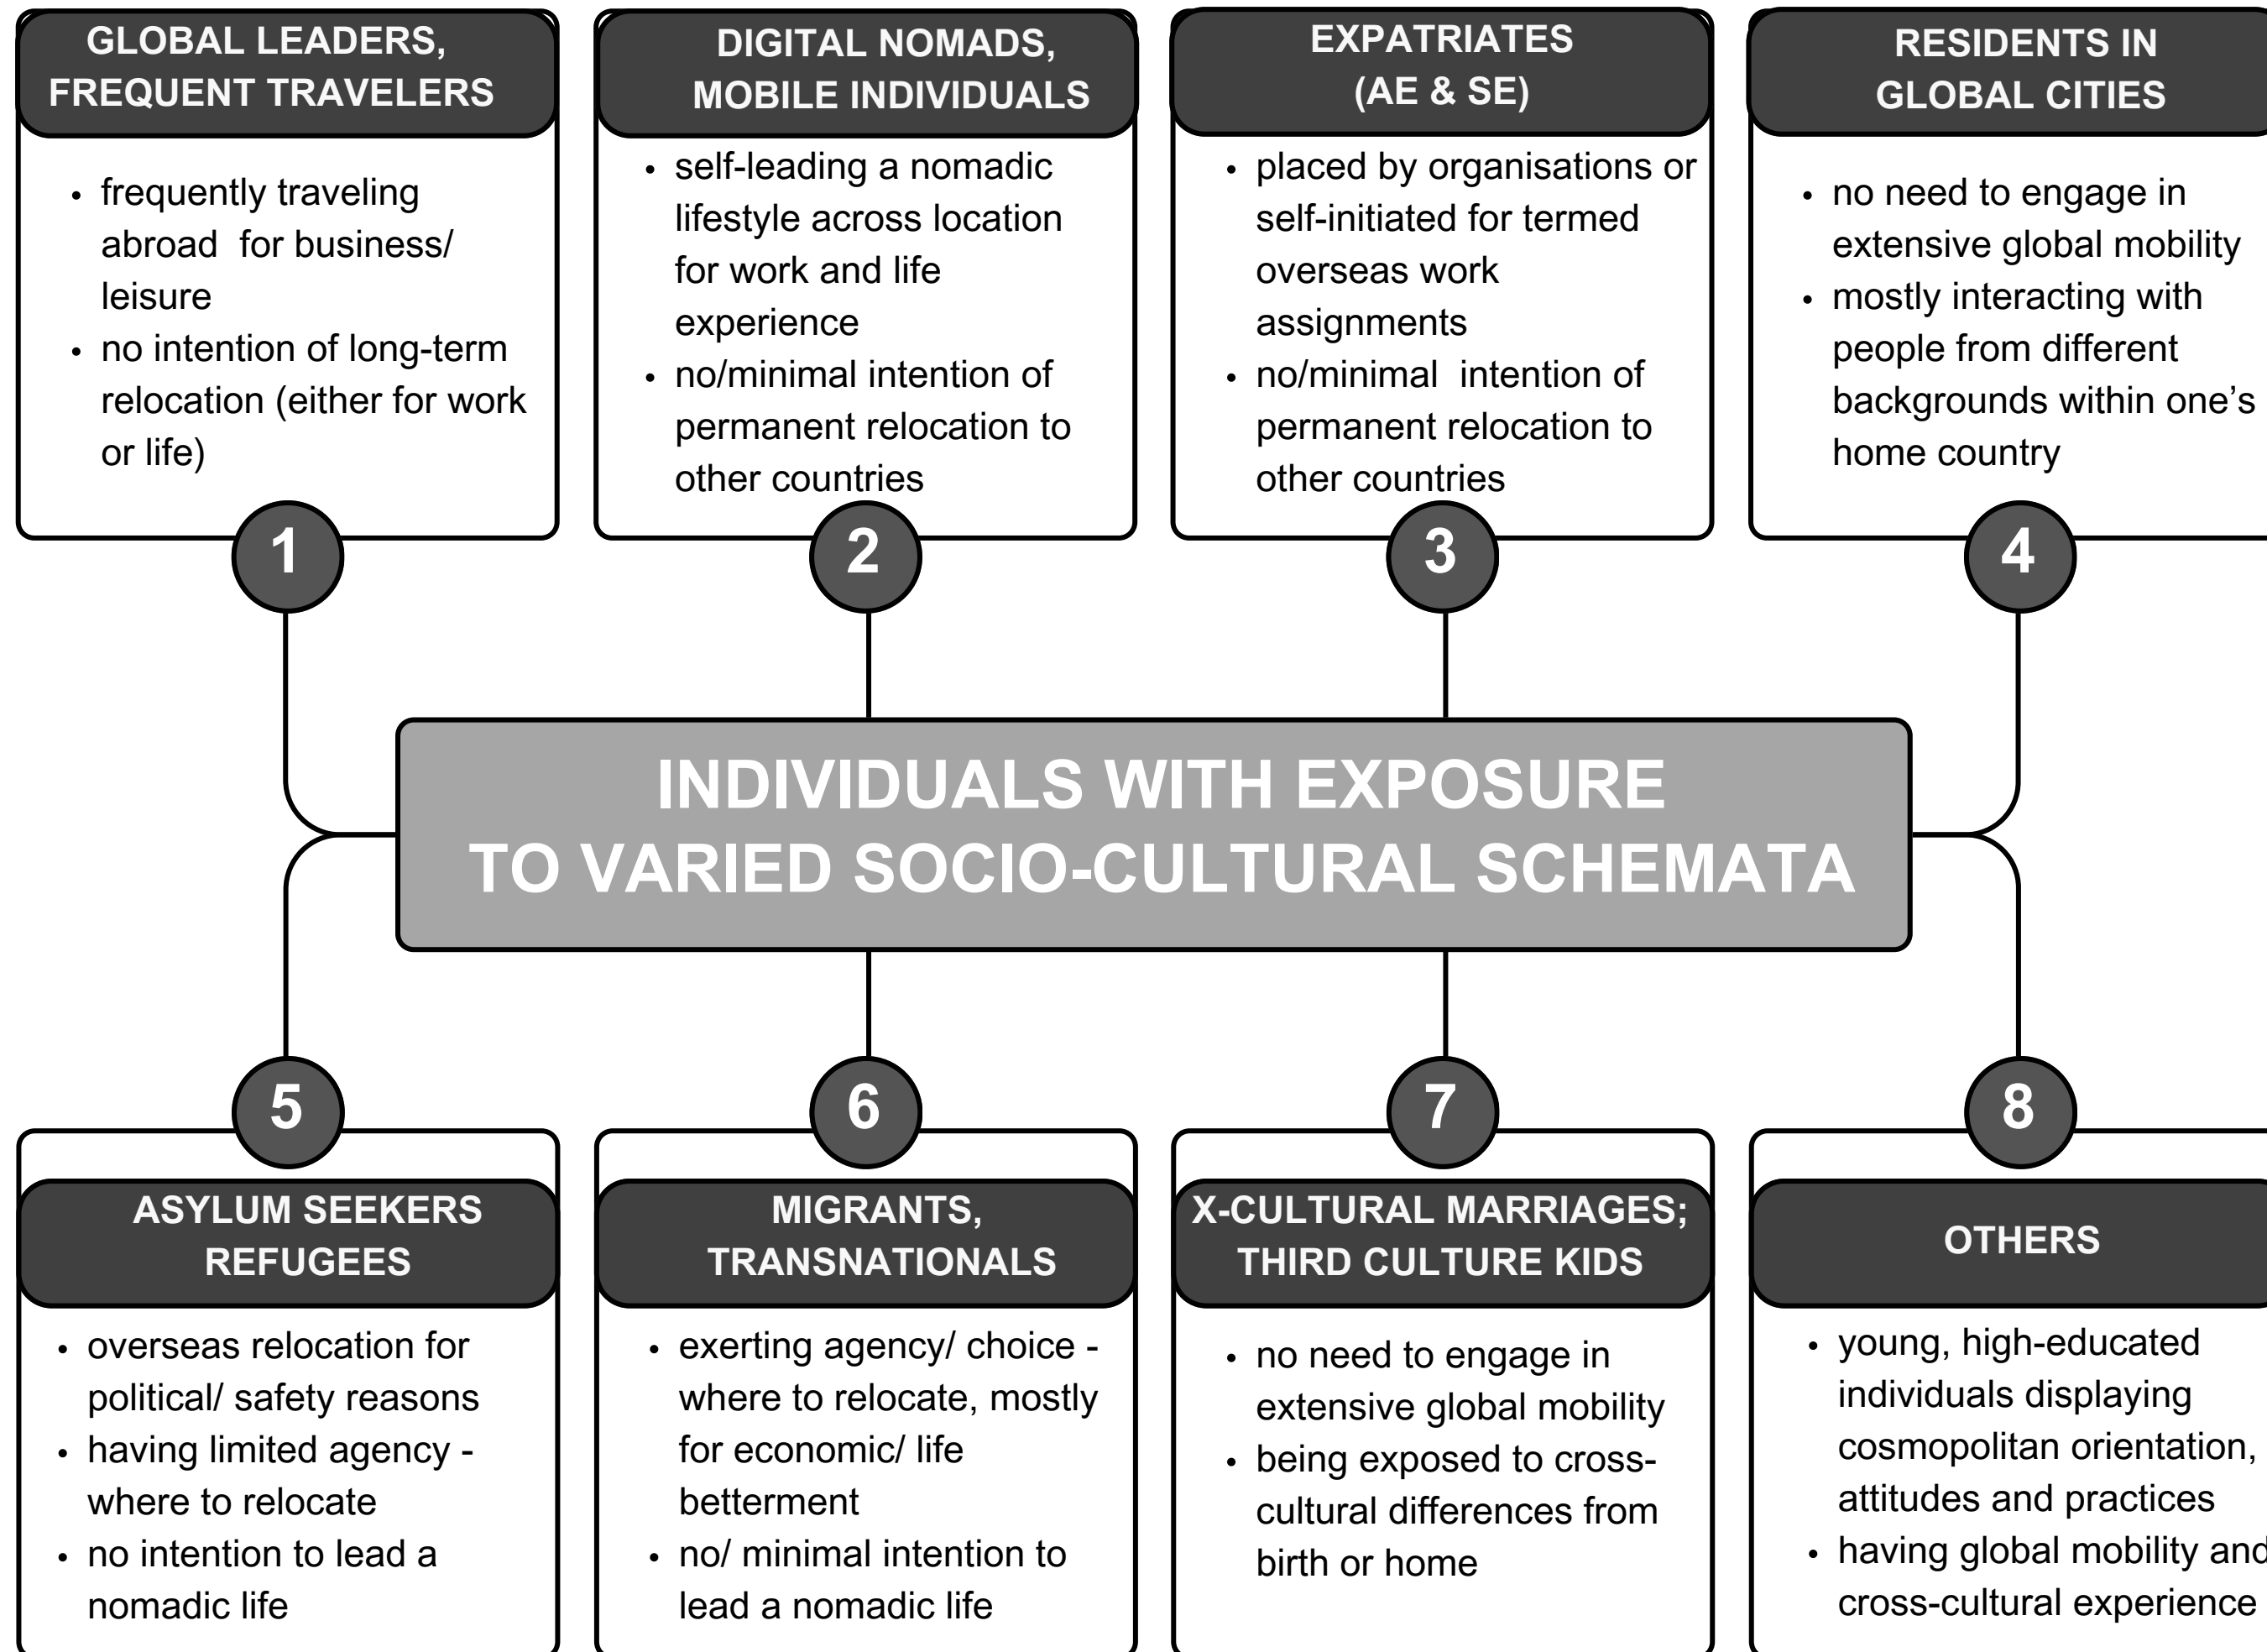 GLOBAL LEADERS,
FREQUENT TRAVELERS
• frequently traveling
abroad  for business/
leisure
• no intention of long-term
relocation (either for work
or life)
1
DIGITAL NOMADS,
MOBILE INDIVIDUALS
• self-leading a nomadic
lifestyle across location
for work and life
experience
• no/minimal intention of
permanent relocation to
other countries
2
EXPATRIATES
(AE & SE)
• placed by organisations or
self-initiated for termed
overseas work
assignments
• no/minimal  intention of
permanent relocation to
other countries
3
RESIDENTS IN
GLOBAL CITIES
• no need to engage in
extensive global mobility
• mostly interacting with
people from different
backgrounds within one’s
home country
4
INDIVIDUALS WITH EXPOSURE
TO VARIED SOCIO-CULTURAL SCHEMATA
5
ASYLUM SEEKERS
REFUGEES
• overseas relocation for
political/ safety reasons
• having limited agency -
where to relocate
• no intention to lead a
nomadic life
6
MIGRANTS,
TRANSNATIONALS
• exerting agency/ choice -
where to relocate, mostly
for economic/ life
betterment
• no/ minimal intention to
lead a nomadic life
7
X-CULTURAL MARRIAGES;
THIRD CULTURE KIDS
• no need to engage in
extensive global mobility
• being exposed to cross-
cultural differences from
birth or home
8
OTHERS
• young, high-educated
individuals displaying
cosmopolitan orientation,
attitudes and practices
• having global mobility and
cross-cultural experience